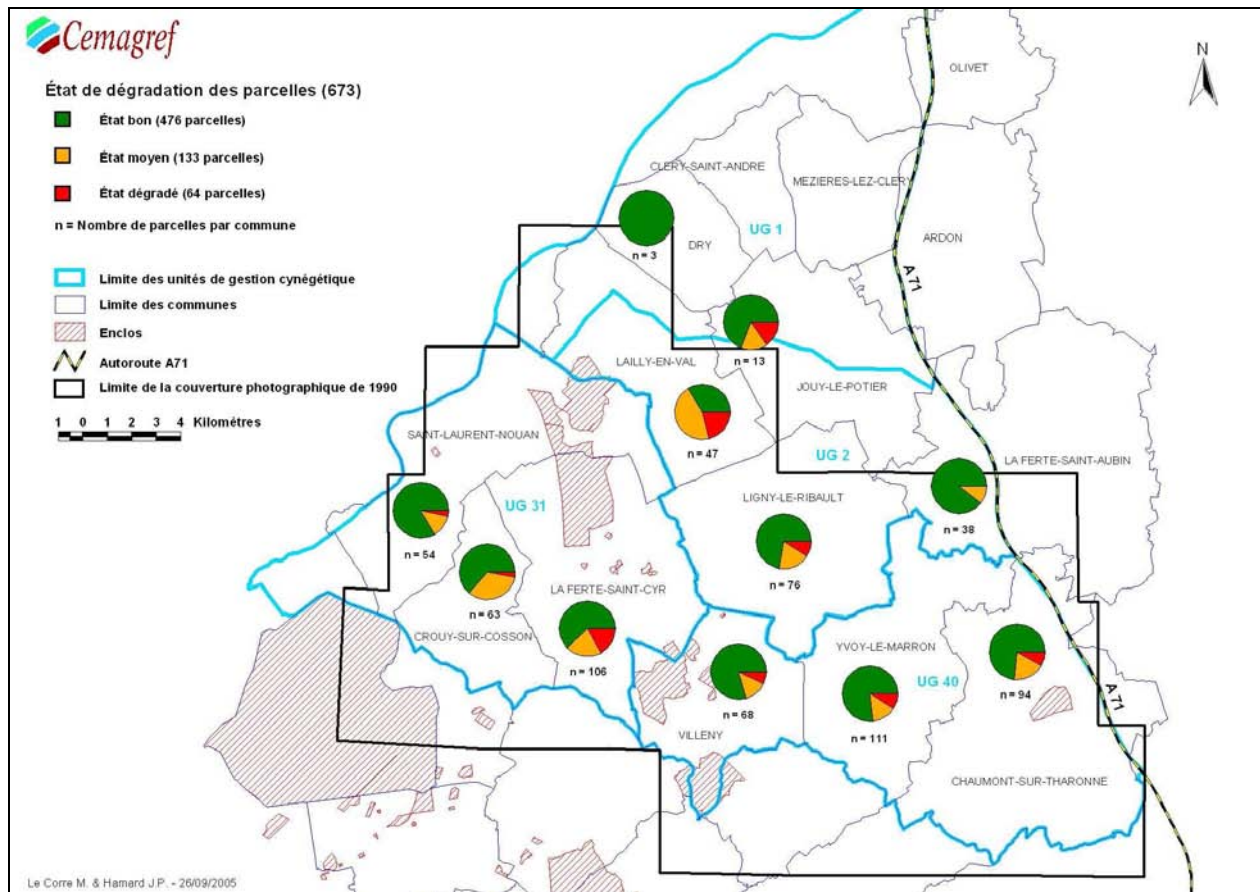 Cemagref
État de dégradation des parcelles (673)
État bon (476 parcelles)
État moyen (133 parcelles)
État dégradé (64 parcelles)
n = Nombre de parcelles par commune
Limite des unités de gestion cynégétique
Limite des communes
Enclos
Autoroute A71
Limite de la couverture photographique de 1990
1 0 1 2 3 4 Kilométres
N
OLIVET
CLERY-SAINT-ANDRE
MEZIERES-LEZ-CLERY
UG 1
DRY
ARDON
n = 3
A 71
LAILLY-EN-VAL
n = 13
JOUY-LE-POTIER
SAINT-LAURENT-NOUAN
n = 47
UG 2
LA FERTE-SAINT-AUBIN
UG 31
LIGNY-LE-RIBAULT
n = 54
n = 38
n = 76
n = 63
LA FERTE-SAINT-CYR
CROUY-SUR-COSSON
n = 106
YVOY-LE-MARRON
n = 94
UG 40
n = 68
n = 111
A 71
VILLENY
CHAUMONT-SUR-THARONNE
Le Corre M. & Hamard J.P. - 26/09/2005